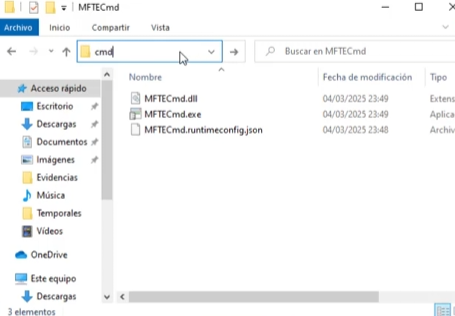 MFTECmd
Archivo Inicio Compartir Vista
cmd
Buscar en MFTECmd
Nombre Fecha de modificación Tipo
Acceso rápido
Escritorio
Descargas
Documentos
Imágenes
Evidencias
Música
Temporales
Vídeos
OneDrive
Este equipo
Descargas
MFTECmd.dll 04/03/2025 23:49 Extens
MFTECmd.exe 04/03/2025 23:49 Aplica
MFTECmd.runtimeconfig.json 04/03/2025 23:48 Archiv
3 elementos